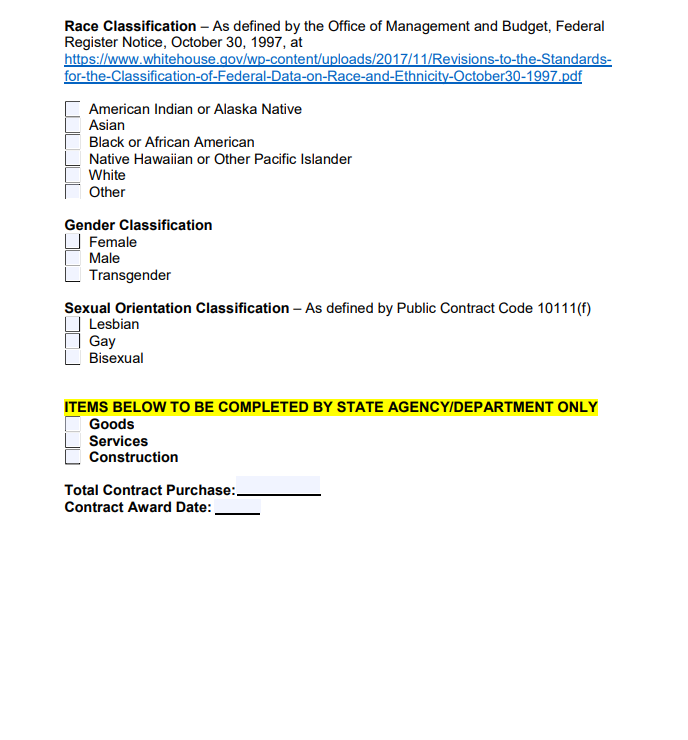 Race Classification – As defined by the Office of Management and Budget, Federal
Register Notice, October 30, 1997, at
https://www.whitehouse.gov/wp-content/uploads/2017/11/Revisions-to-the-Standards-
for-the-Classification-of-Federal-Data-on-Race-and-Ethnicity-October30-1997.pdf
American Indian or Alaska Native
Asian
Black or African American
Native Hawaiian or Other Pacific Islander
White
Other
Gender Classification
Female
Male
Transgender
Sexual Orientation Classification – As defined by Public Contract Code 10111(f)
Lesbian
Gay
Bisexual
ITEMS BELOW TO BE COMPLETED BY STATE AGENCY/DEPARTMENT ONLY
Goods
Services
Construction
Total Contract Purchase:
Contract Award Date: